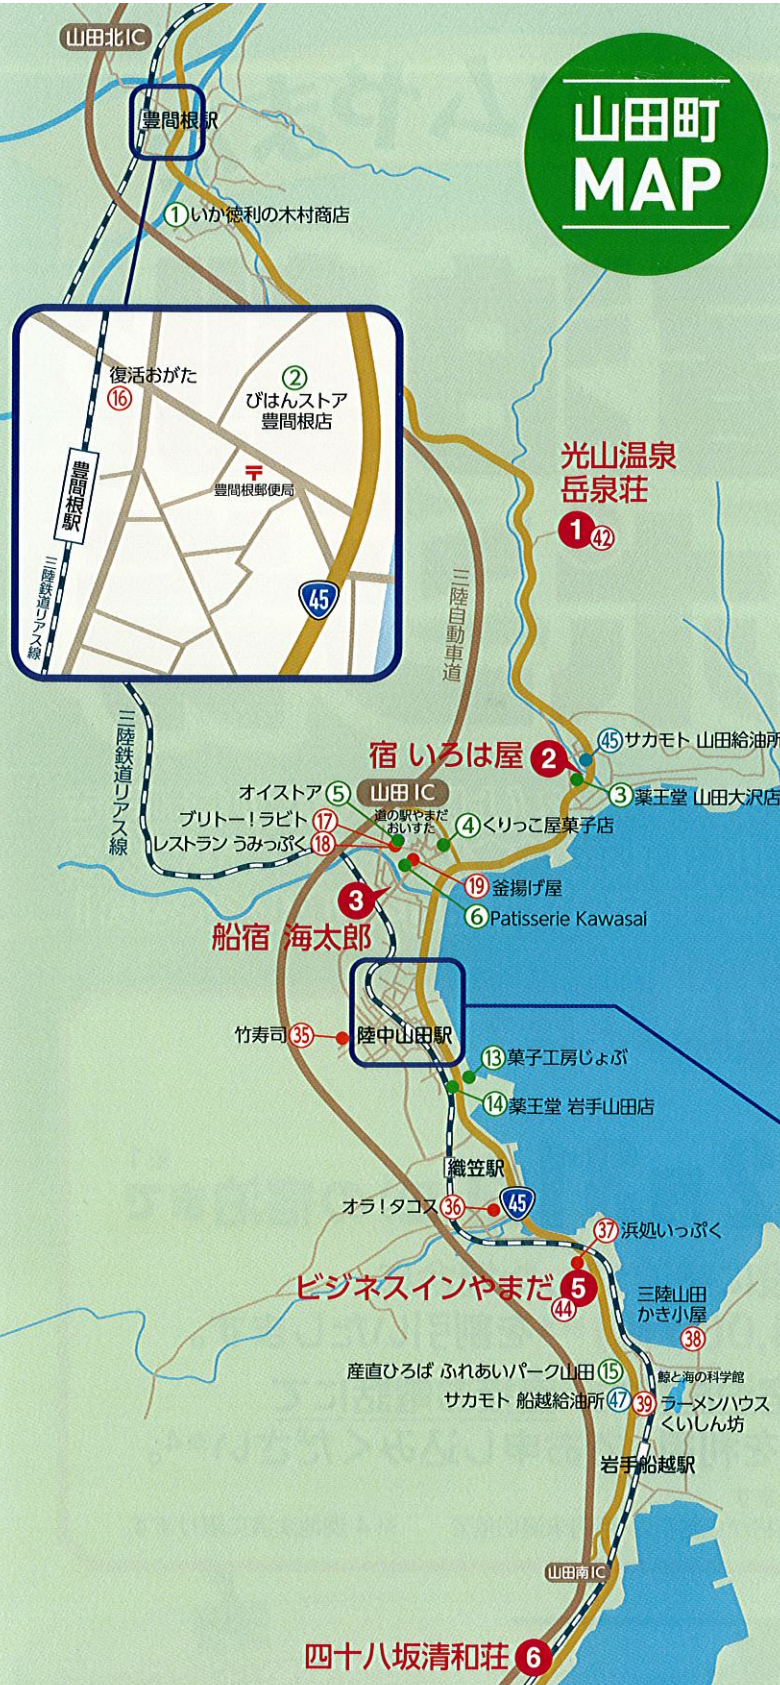 山田北IC
山田町
MAP
豊間根駅
①いか徳利の木村商店
復活おがた
⑯
②
びはんストア
豊間根店
〒
豊間根郵便局
豊間根駅
三陸鉄道リアス線
45
光山温泉
岳泉荘
1 ㊷
三陸自動車道
三陸鉄道リアス線
宿 いろは屋 2
㊺サカモト 山田給油所
③薬王堂 山田大沢店
山田 IC
道の駅やまだ
おいすた
オイストア⑤
ブリトー!ラビト⑰
レストラン うみっぷく⑱
④くりっこ屋菓子店
⑲釜揚げ屋
⑥Patisserie Kawasai
3
船宿 海太郎
竹寿司㉟
陸中山田駅
⑬菓子工房じょぶ
⑭薬王堂 岩手山田店
織笠駅
オラ!タコス㊱
45
㊲浜処いっぷく
ビジネスインやまだ 5
㊹
三陸山田
かき小屋
㊳
産直ひろば ふれあいパーク山田⑮
鯨と海の科学館
サカモト 船越給油所㊼
㊴ラーメンハウス
くいしん坊
岩手船越駅
山田南IC
四十八坂清和荘 6